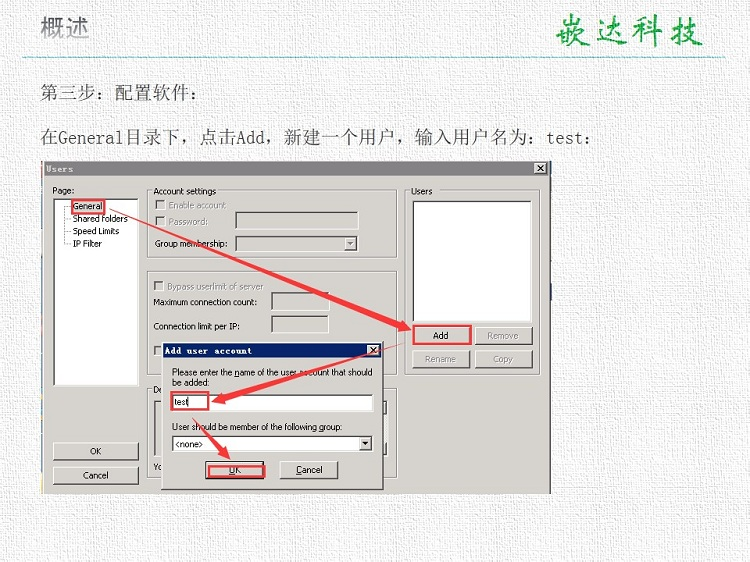 概述
嵌达科技
第三步：配置软件：
在General目录下，点击Add，新建一个用户，输入用户名为：test：
Users
Page:
General
Shared folders
Speed Limits
IP Filter
OK
Cancel
Account settings
Enable account
Password:
Group membership:
Bypass userlimit of server
Maximum connection count:
Connection limit per IP:
Users
Add
Remove
Rename
Copy
Add user account
Please enter the name of the user account that should
be added:
test
User should be member of the following group:
<none>
OK
Cancel